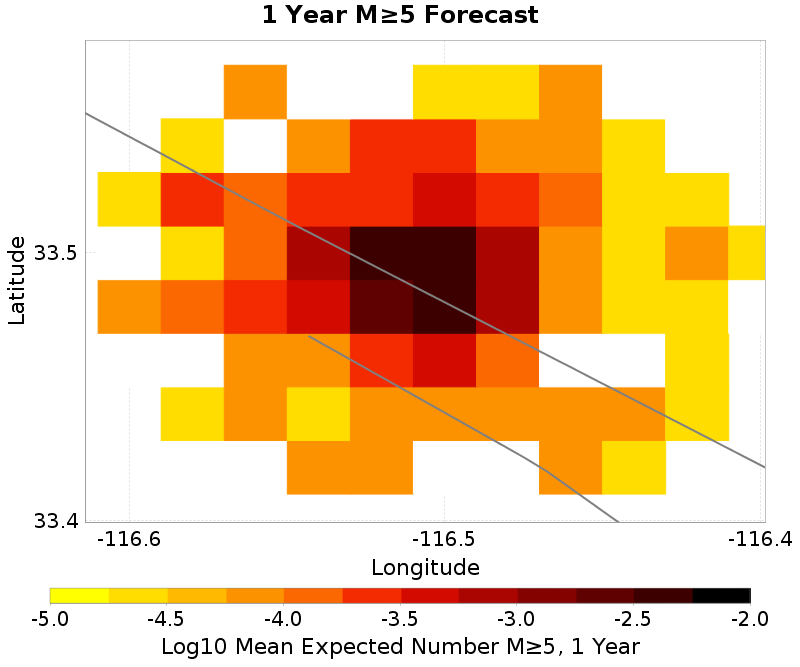 1 Year M≥5 Forecast
Latitude
33.5
33.4
-116.6 -116.5 -116.4
Longitude
-5.0 -4.5 -4.0 -3.5 -3.0 -2.5 -2.0
Log10 Mean Expected Number M≥5, 1 Year